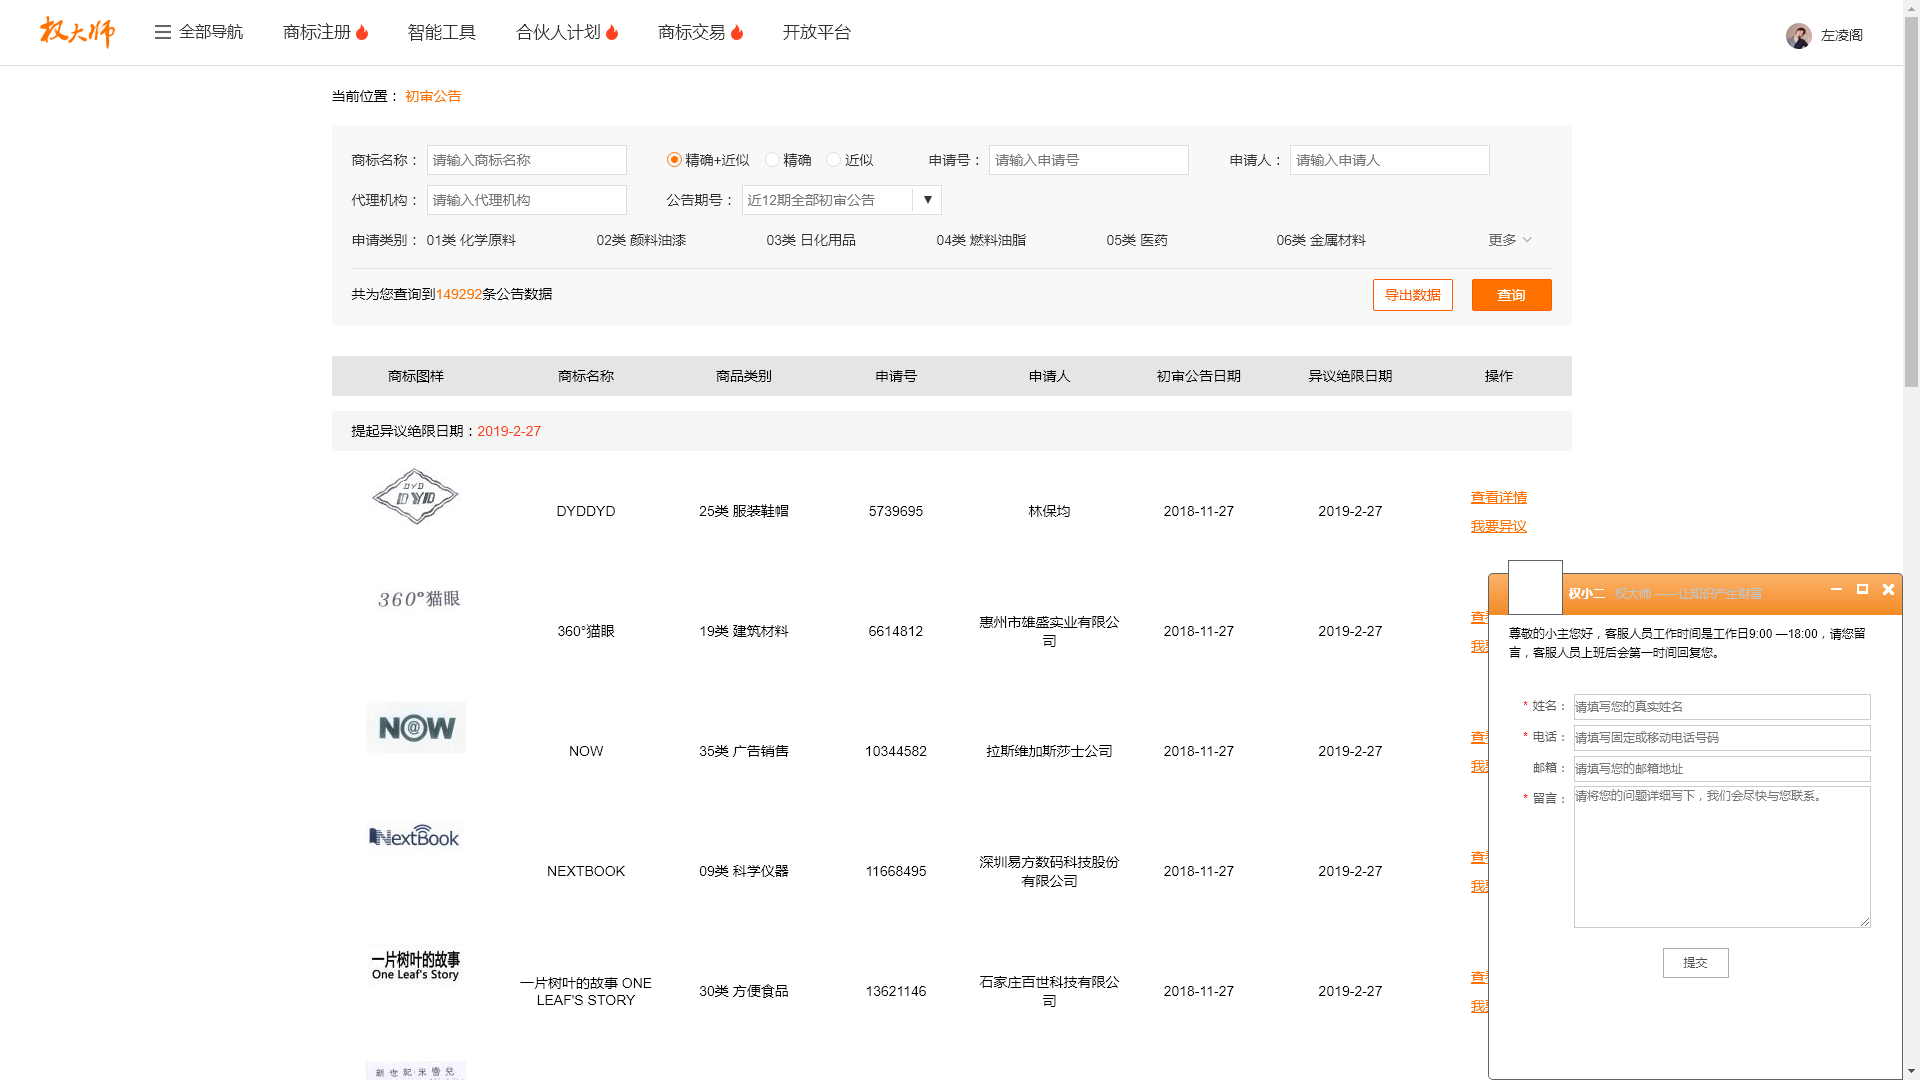 权大师 全部导航 商标注册 智能工具 合伙人计划 商标交易 开放平台 左凌阁
当前位置： 初审公告
商标名称： 请输入商标名称 精确+近似 精确 近似 申请号： 请输入申请号 申请人： 请输入申请人
代理机构： 请输入代理机构 公告期号： 近12期全部初审公告 ▼
申请类别： 01类 化学原料 02类 颜料油漆 03类 日化用品 04类 燃料油脂 05类 医药 06类 金属材料 更多
共为您查询到149292条公告数据 导出数据 查询
商标图样 商标名称 商品类别 申请号 申请人 初审公告日期 异议绝限日期 操作
提起异议绝限日期：2019-2-27
DYD
DYD
DYDDYD 25类 服装鞋帽 5739695 林保均 2018-11-27 2019-2-27 查看详情
我要异议
360°猫眼
360°猫眼 19类 建筑材料 6614812 惠州市雄盛实业有限公司 2018-11-27 2019-2-27
N@W
NOW 35类 广告销售 10344582 拉斯维加斯莎士公司 2018-11-27 2019-2-27
NextBook
NEXTBOOK 09类 科学仪器 11668495 深圳易方数码科技股份有限公司 2018-11-27 2019-2-27
一片树叶的故事
One Leaf's Story
一片树叶的故事 ONE LEAF'S STORY 30类 方便食品 13621146 石家庄百世科技有限公司 2018-11-27 2019-2-27
新世纪·米雪儿
权小二 权大师 ——让知识产生财富
尊敬的小主您好，客服人员工作时间是工作日9:00 —18:00，请您留
言，客服人员上班后会第一时间回复您。
* 姓名： 请填写您的真实姓名
* 电话： 请填写固定或移动电话号码
邮箱： 请填写您的邮箱地址
* 留言： 请将您的问题详细写下，我们会尽快与您联系。
提交